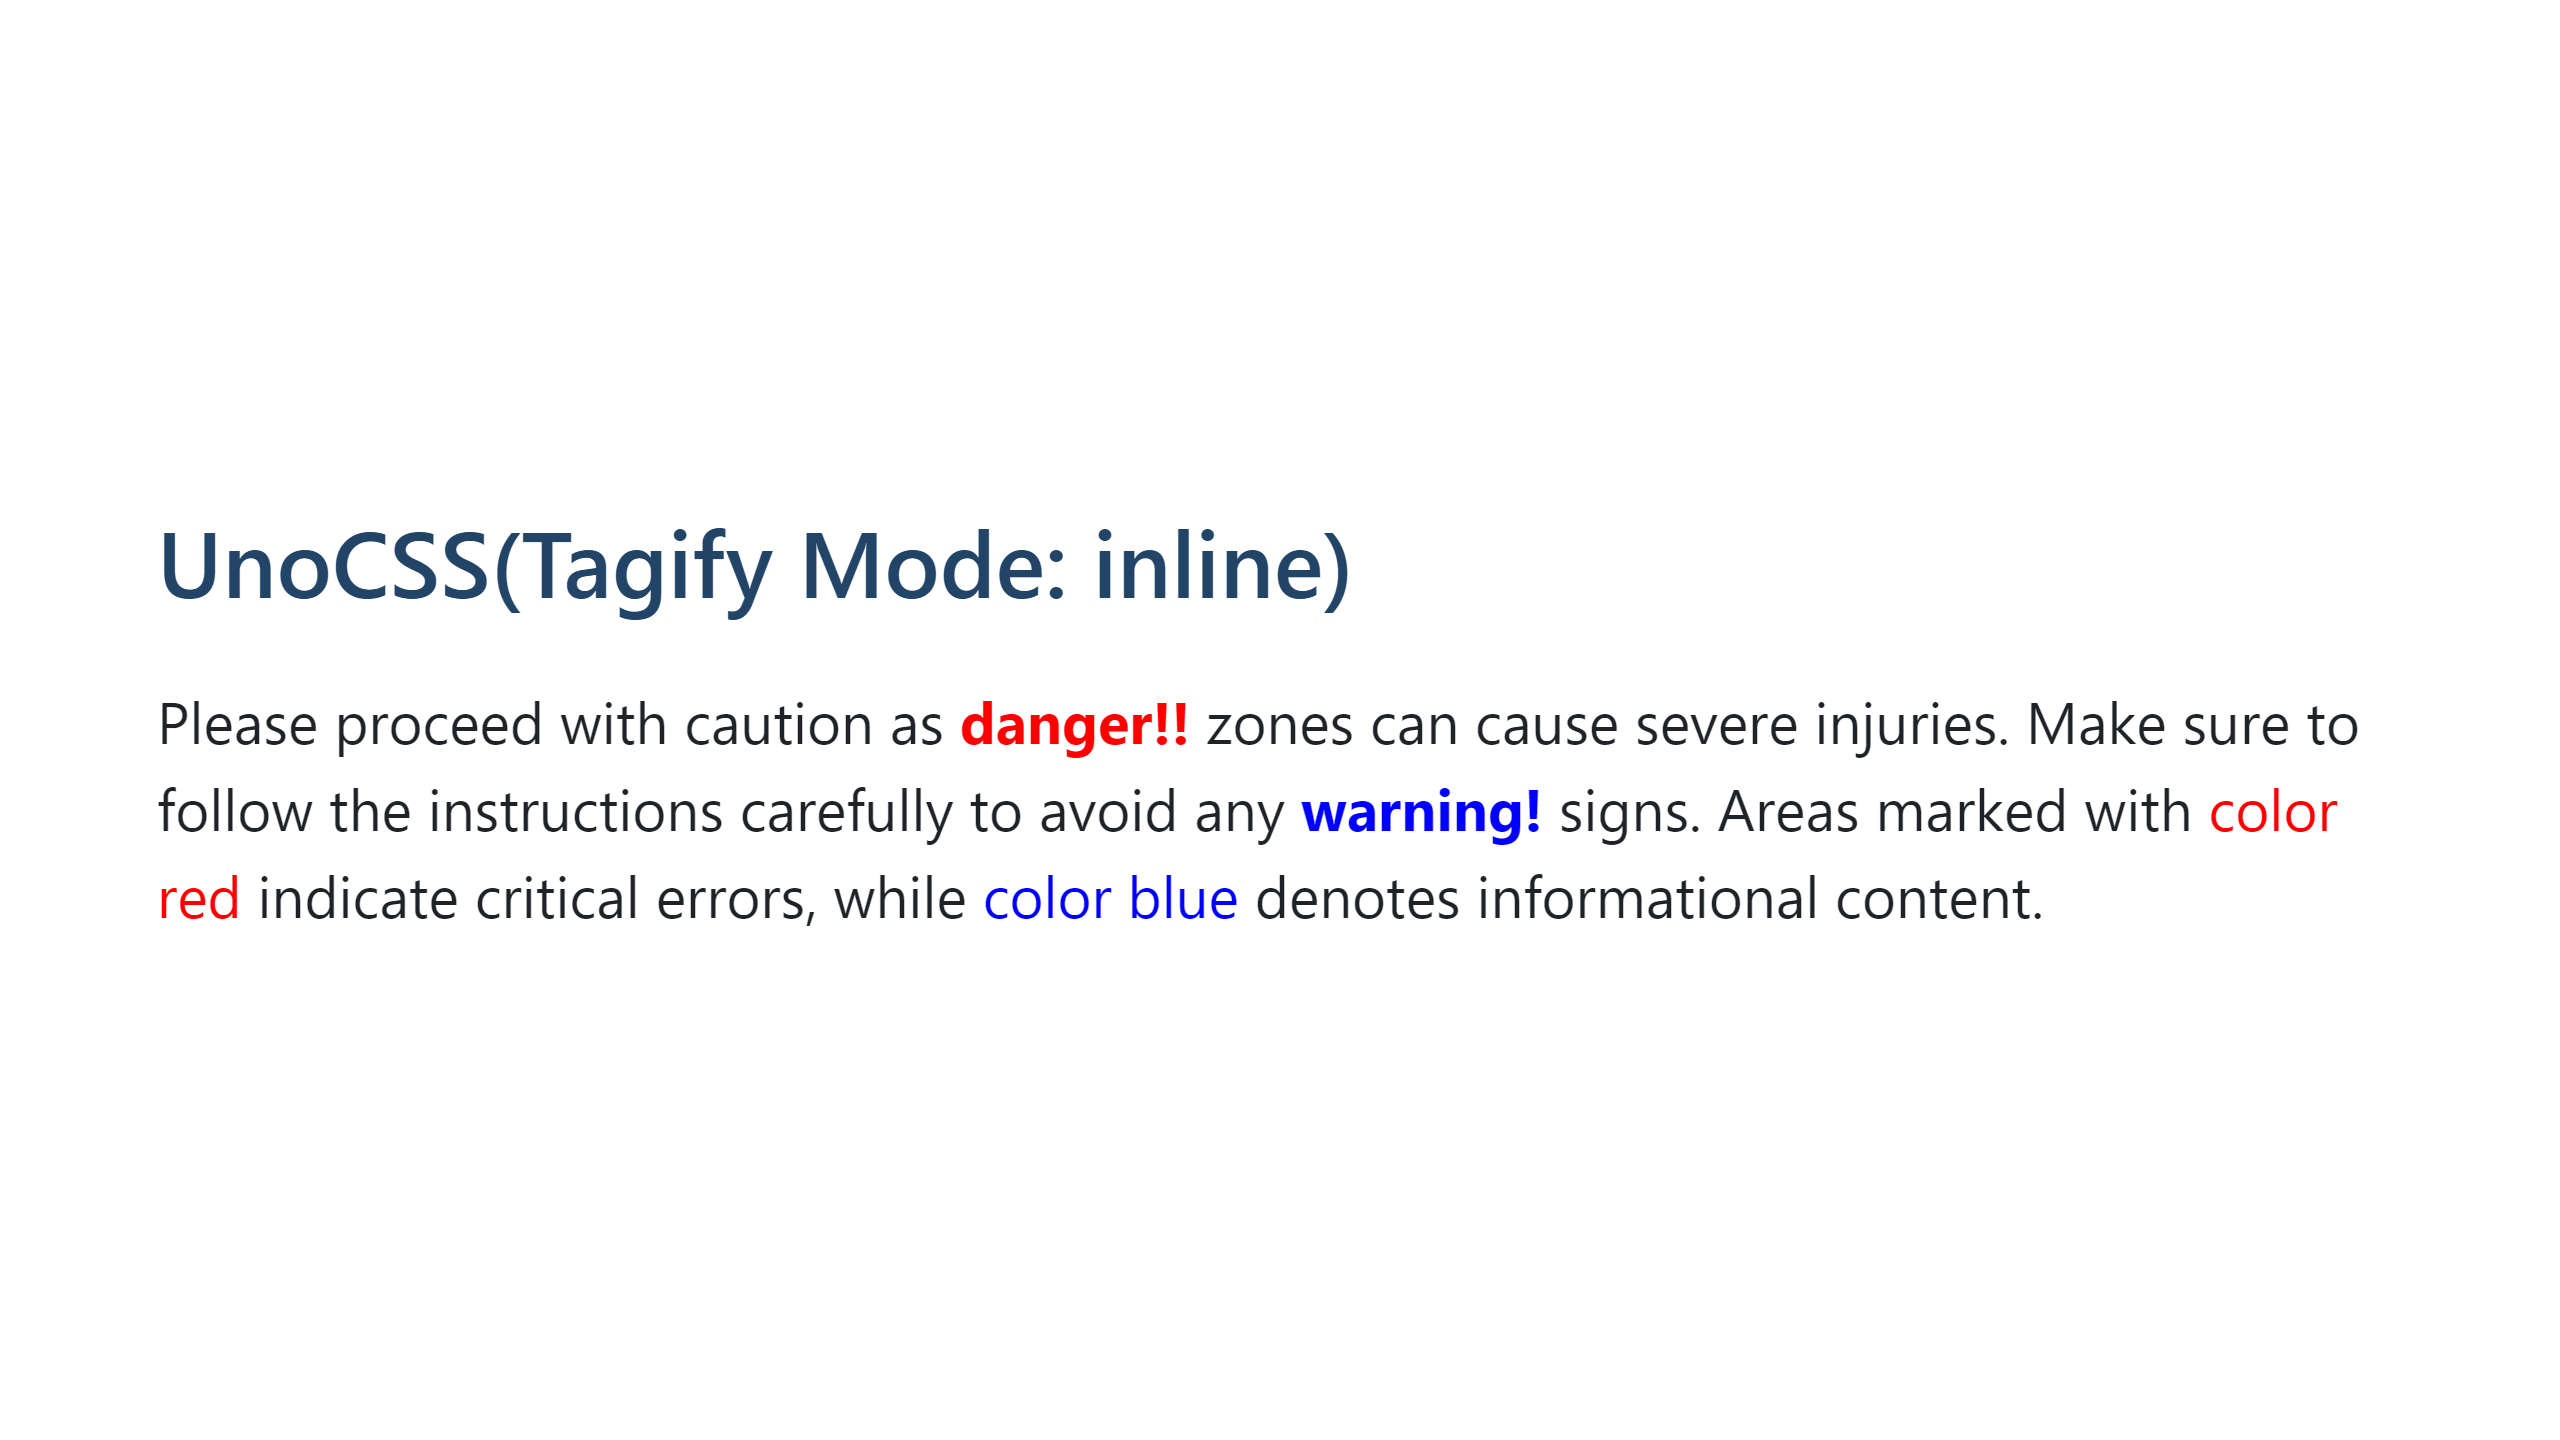 UnoCSS(Tagify Mode: inline)
Please proceed with caution as danger!! zones can cause severe injuries. Make sure to
follow the instructions carefully to avoid any warning! signs. Areas marked with color
red indicate critical errors, while color blue denotes informational content.